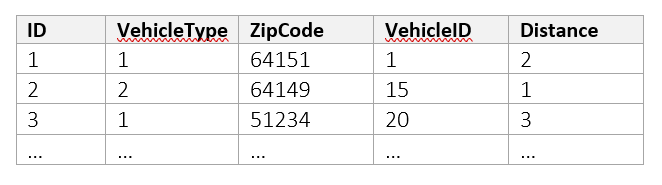 ID VehicleType ZipCode VehicleID Distance
1 1 64151 1 2
2 2 64149 15 1
3 1 51234 20 3
... ... ... ... ...